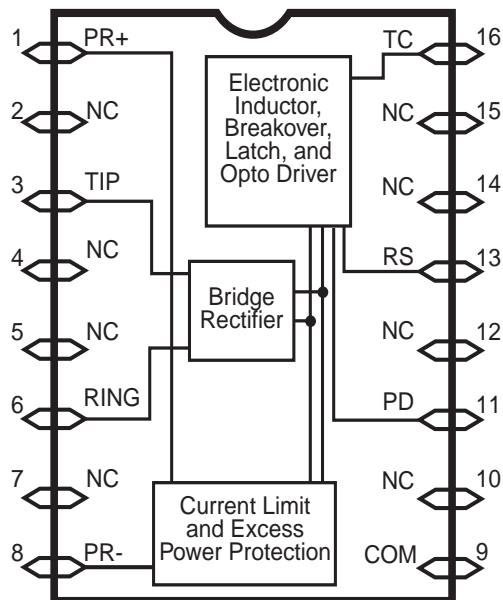 1 PR+
2 NC
3 TIP
4 NC
5 NC
6 RING
7 NC
8 PR-
Electronic
Inductor,
Breakover,
Latch, and
Opto Driver
Bridge
Rectifier
Current Limit
and Excess
Power Protection
TC 16
NC 15
NC 14
RS 13
NC 12
PD 11
NC 10
COM 9